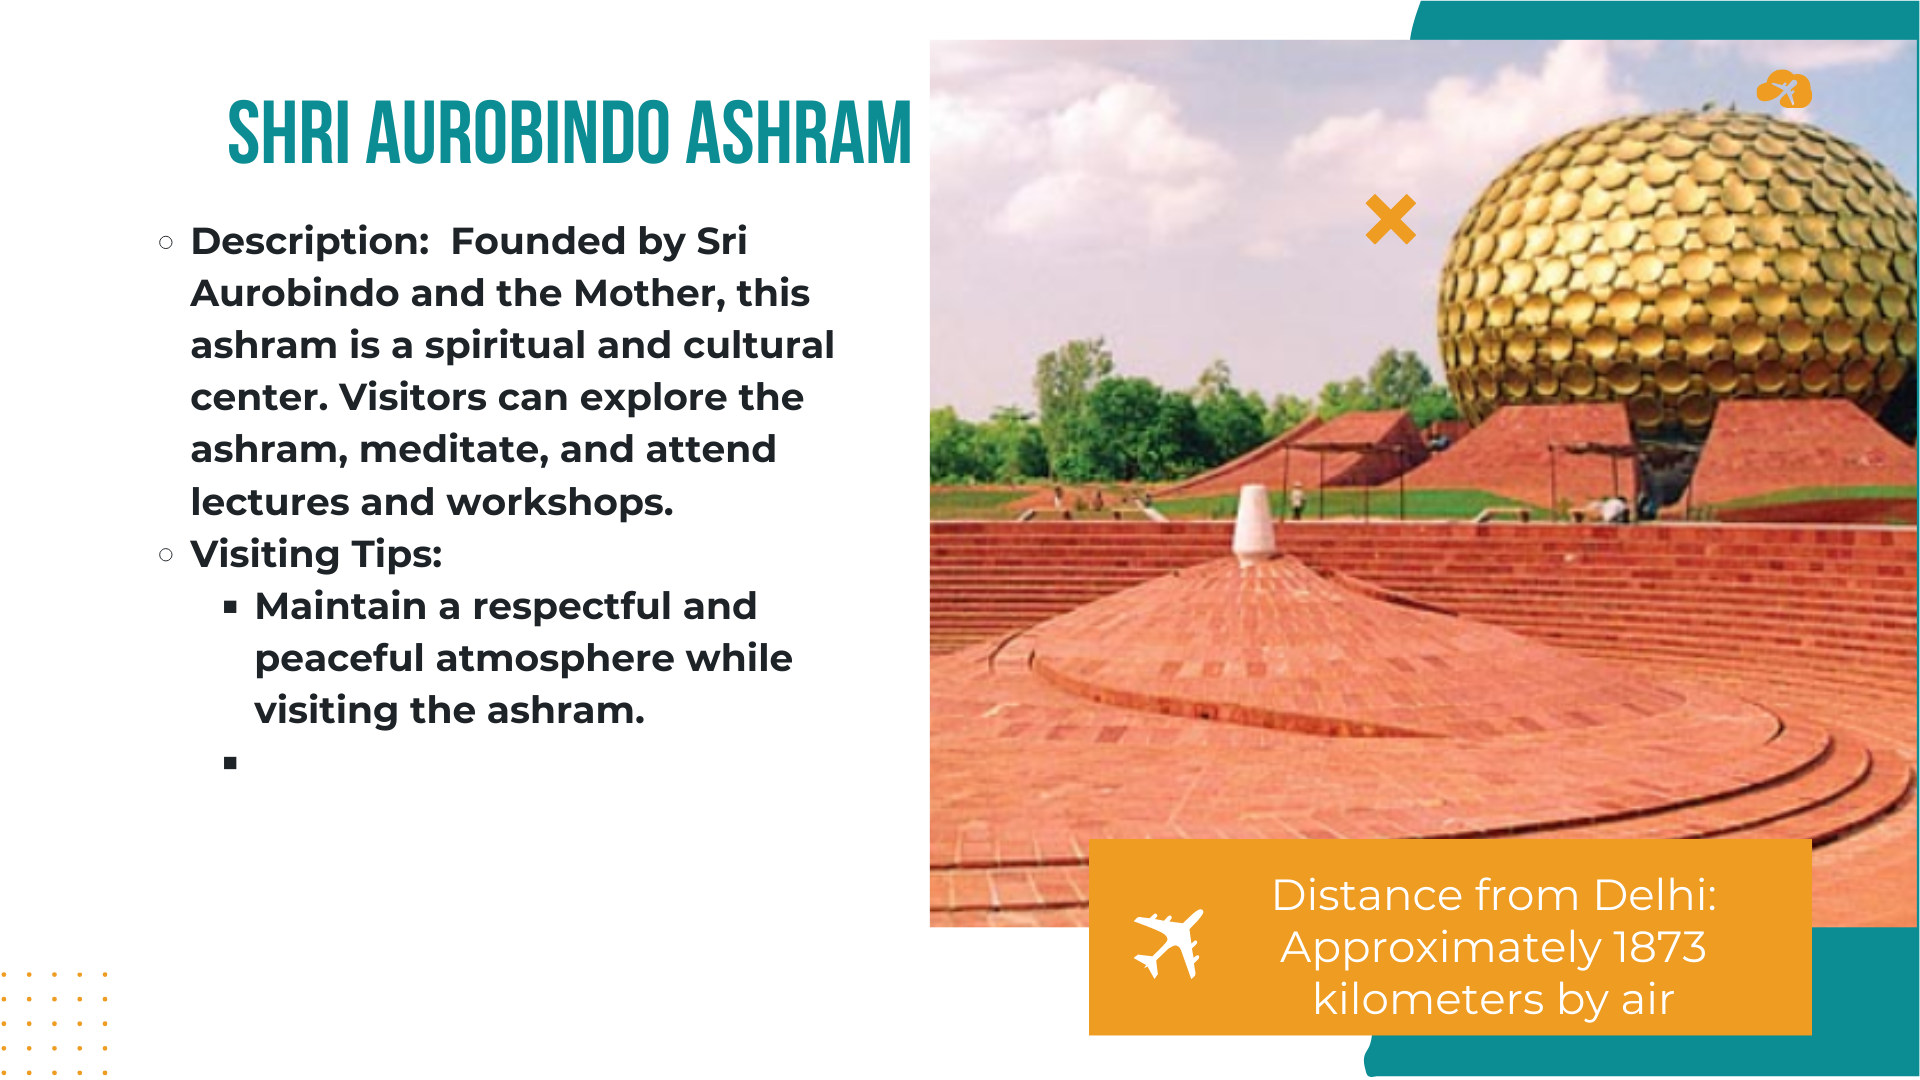 SHRI AUROBINDO ASHRAM
Description:  Founded by Sri
Aurobindo and the Mother, this
ashram is a spiritual and cultural
center. Visitors can explore the
ashram, meditate, and attend
lectures and workshops.
Visiting Tips:
Maintain a respectful and
peaceful atmosphere while
visiting the ashram.
Distance from Delhi:
Approximately 1873
kilometers by air